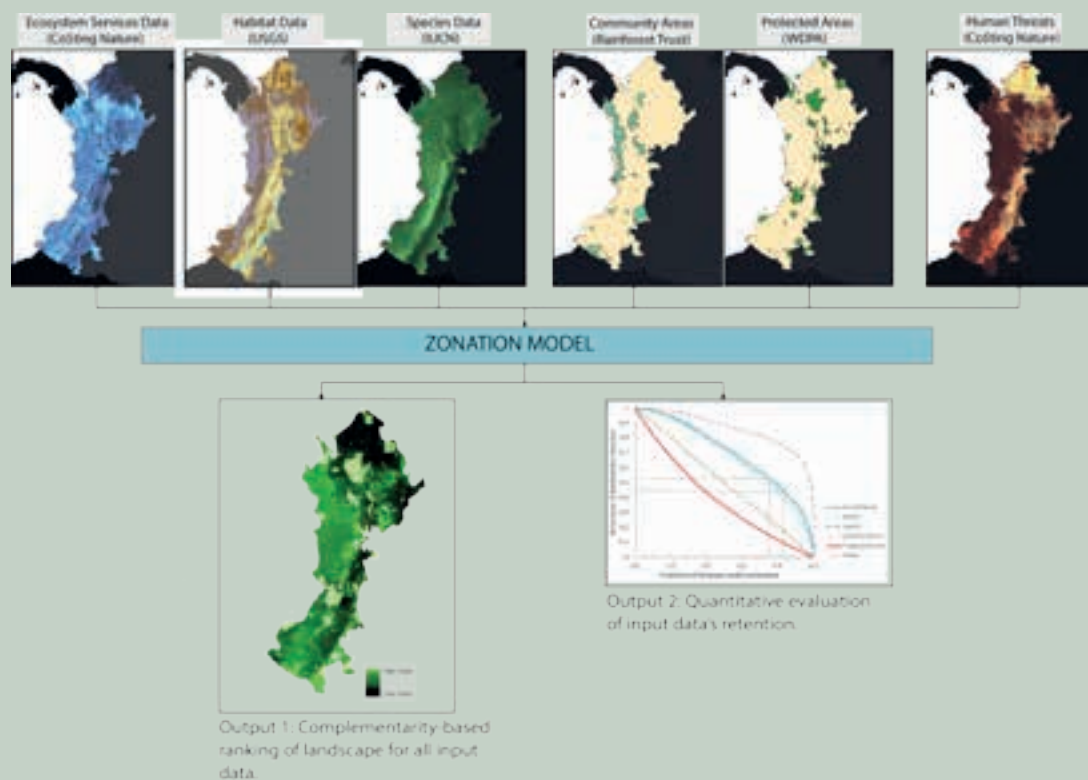 Ecosystem Services Data
(Co$ting Nature)
Habitat Data
(USGS)
Species Data
(IUCN)
Community Areas
(Rainforest Trust)
Protected Areas
(WDPA)
Human Threats
(Co$ting Nature)
ZONATION MODEL
Output 1: Complementarity-based
ranking of landscape for all input
data.
Output 2: Quantitative evaluation
of input data's retention.